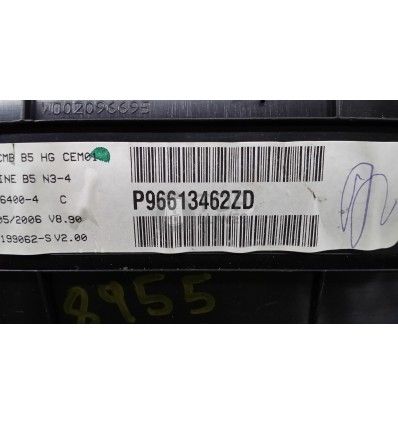 W002096695
CMB B5 HG CEM01
INE B5 N3-4
6400-4 C
05/2006 V8.90
199062-S V2.00
P96613462ZD
8955